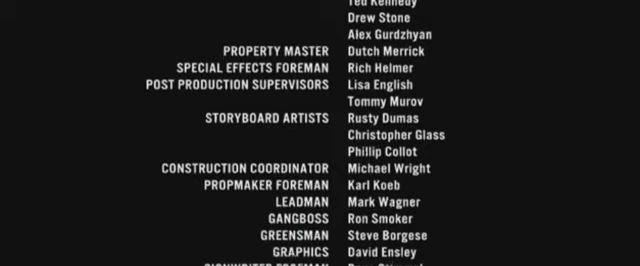 Ted Kennedy
Drew Stone
Alex Gurdzhyan
PROPERTY MASTER Dutch Merrick
SPECIAL EFFECTS FOREMAN Rich Helmer
POST PRODUCTION SUPERVISORS Lisa English
Tommy Murov
STORYBOARD ARTISTS Rusty Dumas
Christopher Glass
Phillip Collot
CONSTRUCTION COORDINATOR Michael Wright
PROPMAKER FOREMAN Karl Koeb
LEADMAN Mark Wagner
GANGBOSS Ron Smoker
GREENSMAN Steve Borgese
GRAPHICS David Ensley